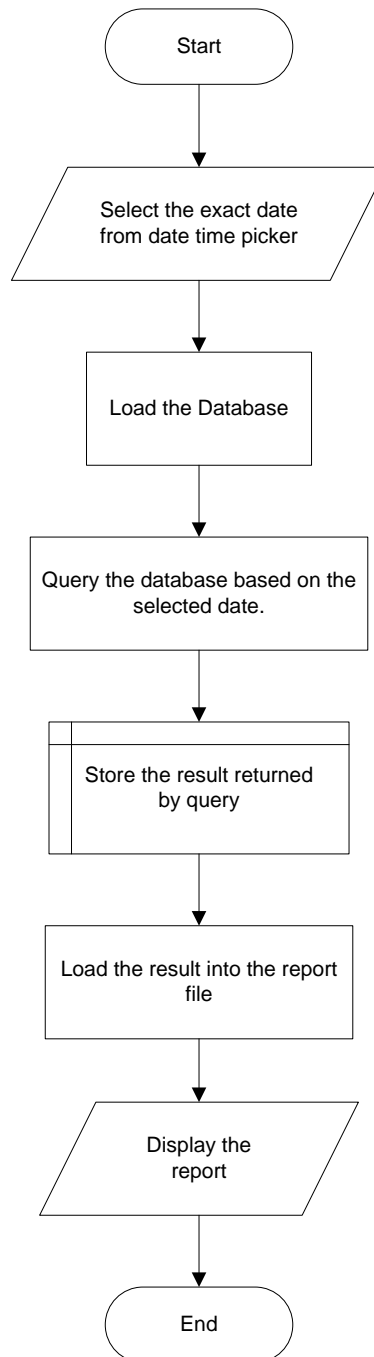 Start
Select the exact date
from date time picker
Load the Database
Query the database based on the
selected date.
Store the result returned
by query
Load the result into the report
file
Display the
report
End